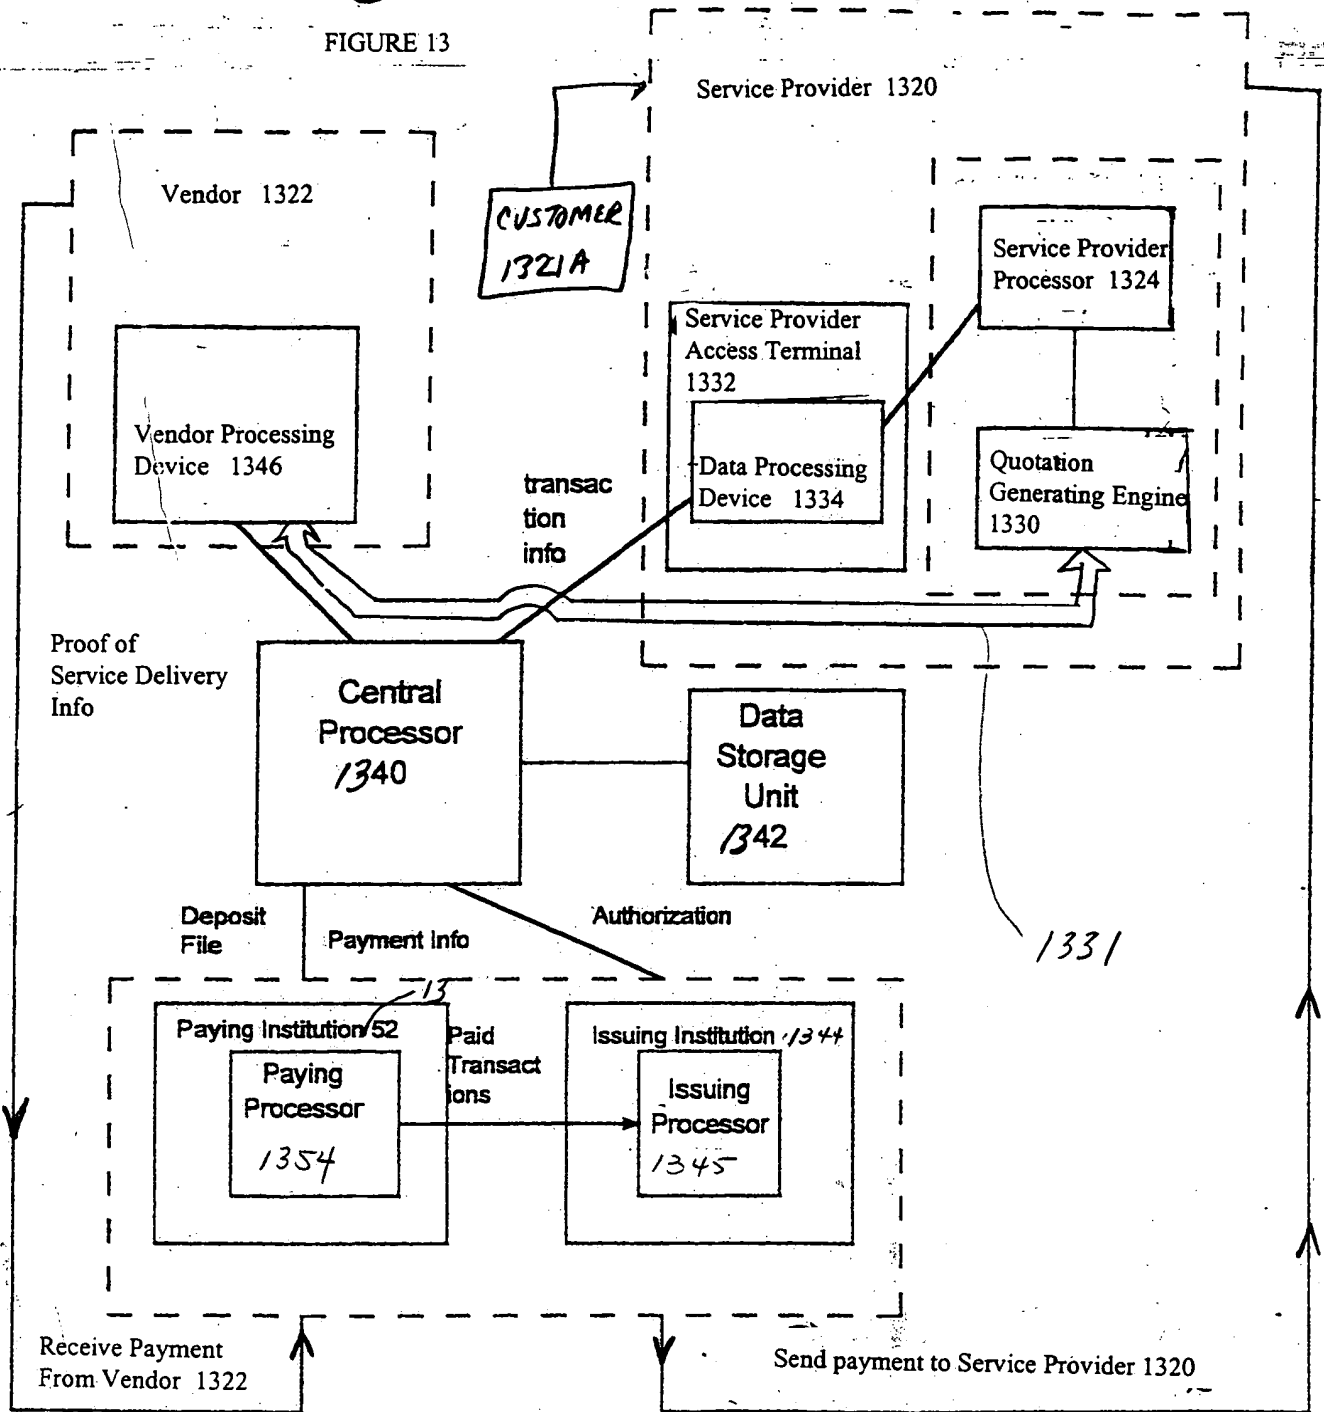 FIGURE 13
Service Provider 1320
Vendor 1322
CUSTOMER
1321A
Service Provider
Processor 1324
Service Provider
Access Terminal
1332
Vendor Processing
Device 1346
Data Processing
Device 1334
Quotation
Generating Engine
1330
transac
tion
info
Proof of
Service Delivery
Info
Central
Processor
1340
Data
Storage
Unit
1342
Deposit
File
Payment Info
Authorization
1331
13
Paying Institution 52
Paid
Transact
ions
Issuing Institution 1344
Paying
Processor
1354
Issuing
Processor
1345
Receive Payment
From Vendor 1322
Send payment to Service Provider 1320